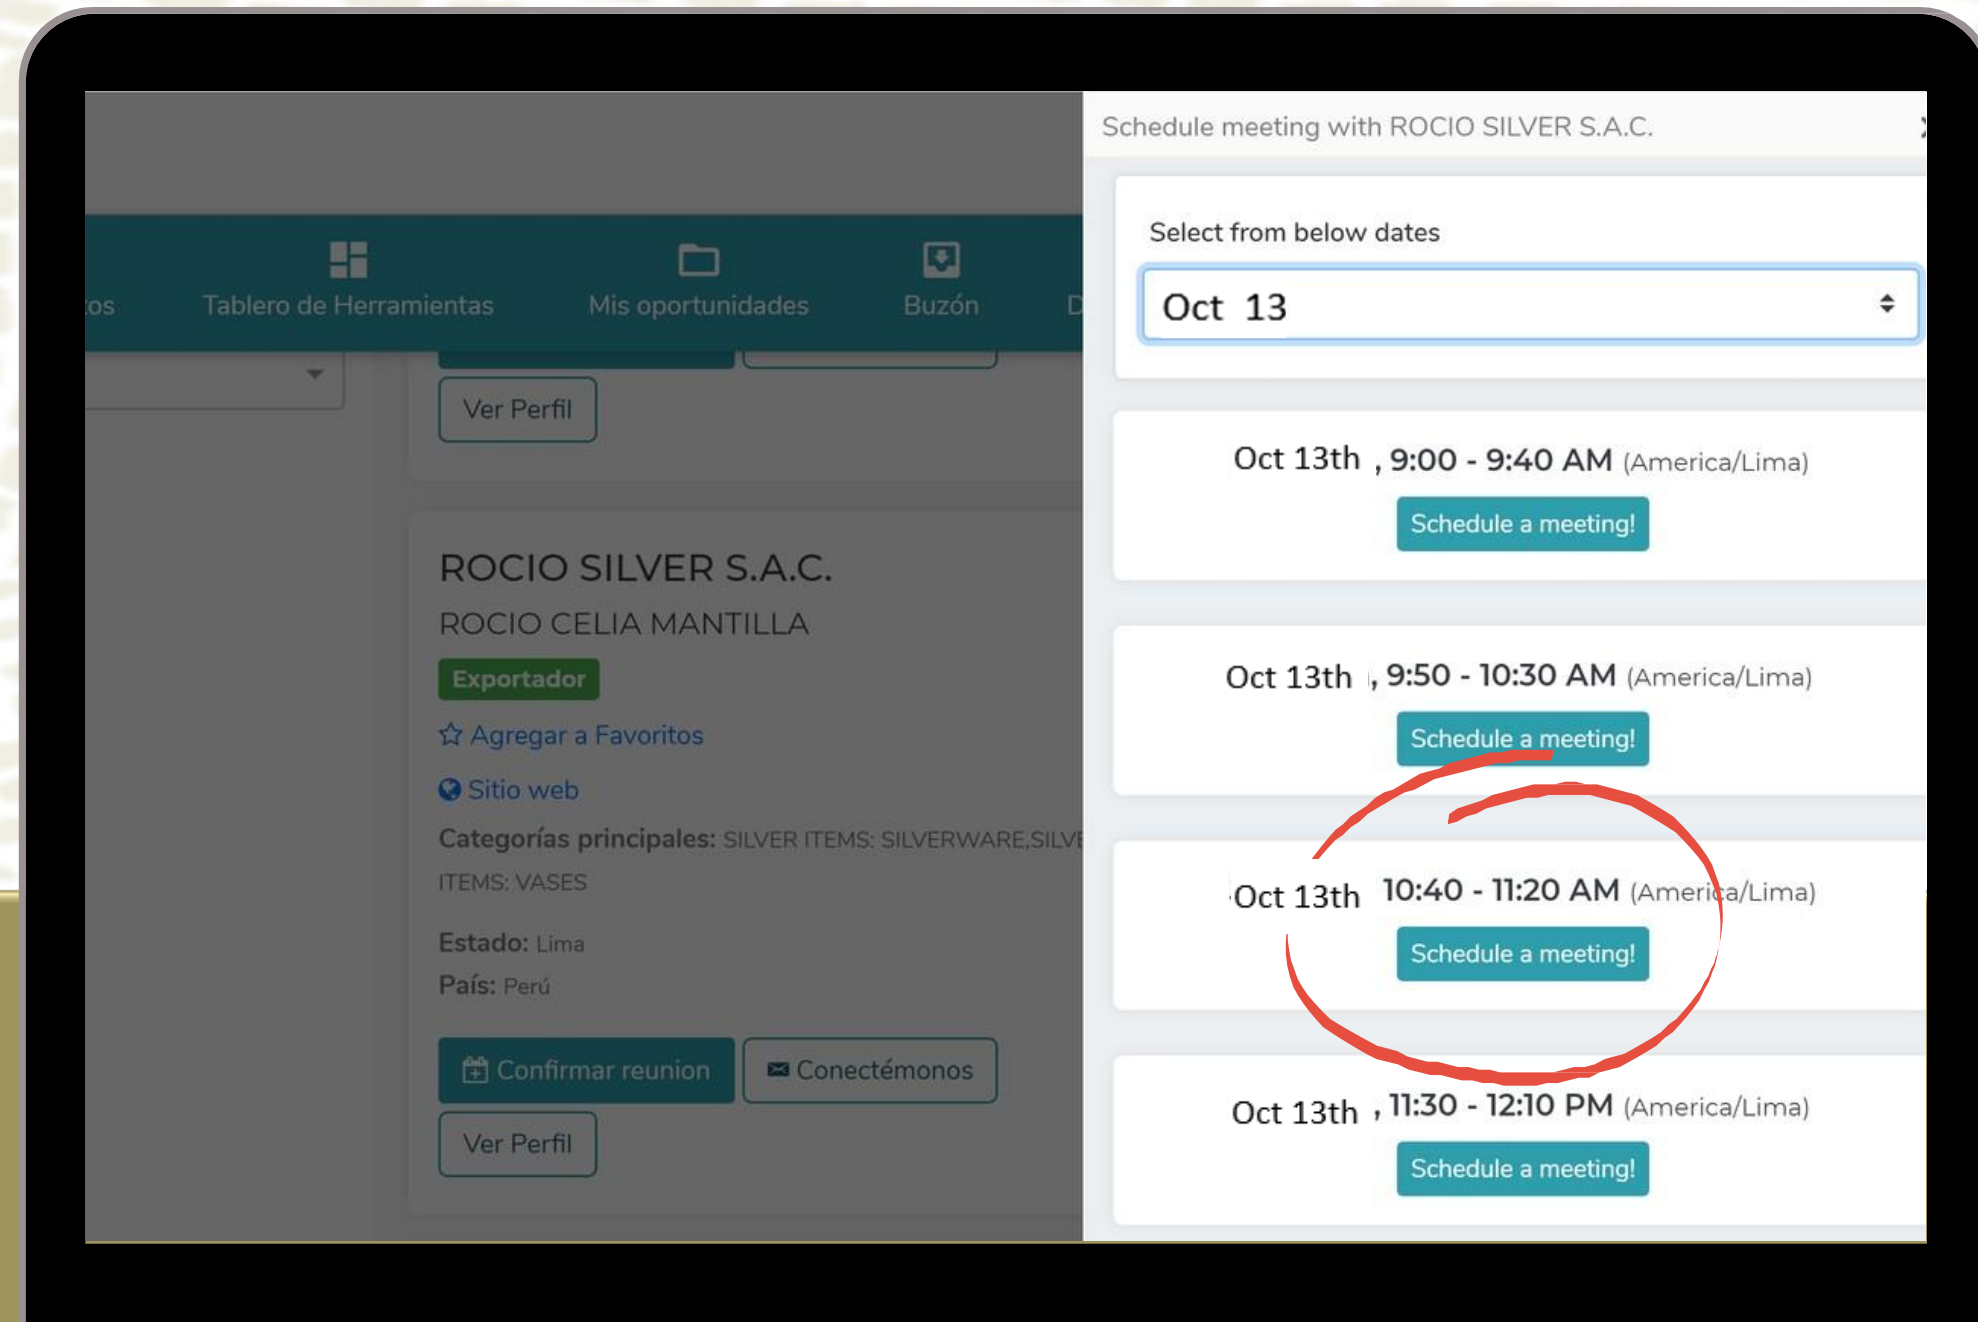 Schedule meeting with ROCIO SILVER S.A.C.
Select from below dates
Oct 13
Tablero de Herramientas
Mis oportunidades
Buzón
Ver Perfil
Oct 13th , 9:00 - 9:40 AM (America/Lima)
Schedule a meeting!
ROCIO SILVER S.A.C.
ROCIO CELIA MANTILLA
Exportador
Agregar a Favoritos
Sitio web
Categorías principales: SILVER ITEMS: SILVERWARE,SILVE
ITEMS: VASES
Estado: Lima
País: Perú
Confirmar reunion
Conectémonos
Ver Perfil
Oct 13th , 9:50 - 10:30 AM (America/Lima)
Schedule a meeting!
Oct 13th 10:40 - 11:20 AM (America/Lima)
Schedule a meeting!
Oct 13th , 11:30 - 12:10 PM (America/Lima)
Schedule a meeting!